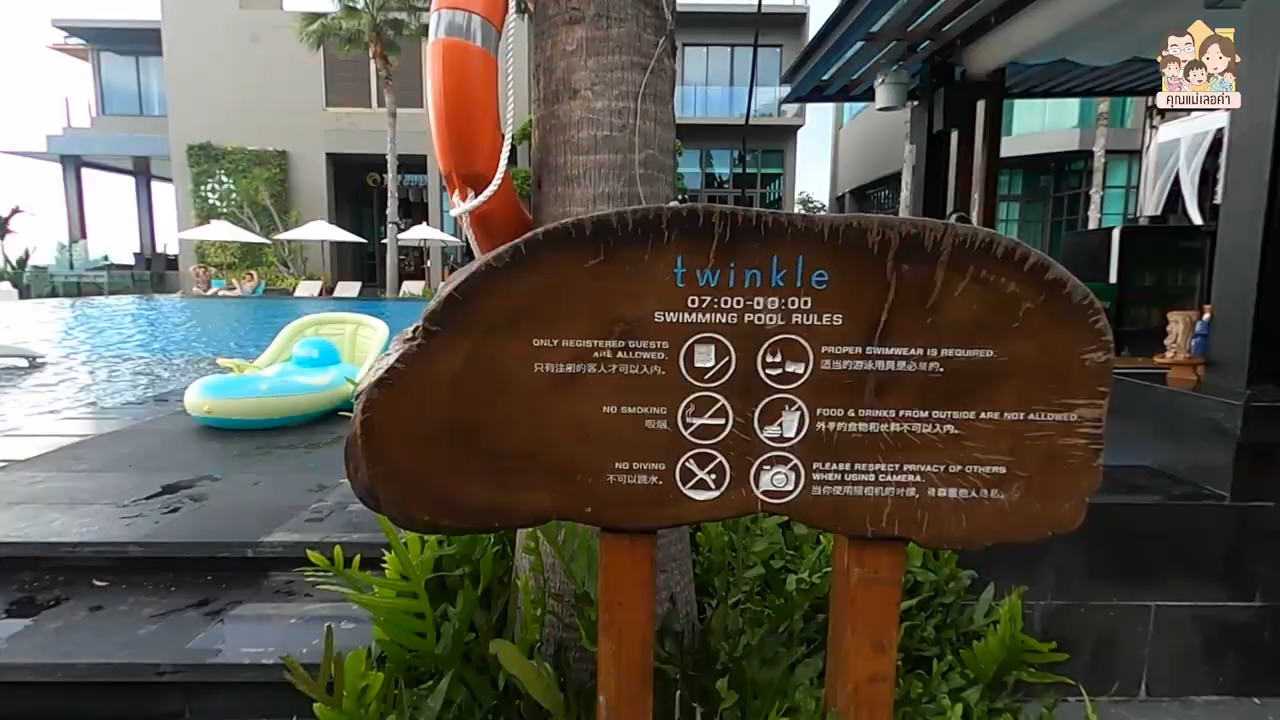 คุณแม่เลอค่า
twinkle
07:00-
SWIMMING POOL RULES
ONLY REGISTERED GUESTS
ARE ALLOWED.
只有注册的客人才可以入内。
PROPER SWIMWEAR IS REQUIRED.
适当的游泳用具是必须的。
NO SMOKING
吸烟
FOOD & DRINKS FROM OUTSIDE ARE NOT ALLOWED.
外带的食物和饮料不可以入内。
NO DIVING
不可以跳水。
PLEASE RESPECT PRIVACY OF OTHERS
WHEN USING CAMERA.
当你使用照相机的时候，请尊重他人隐私。